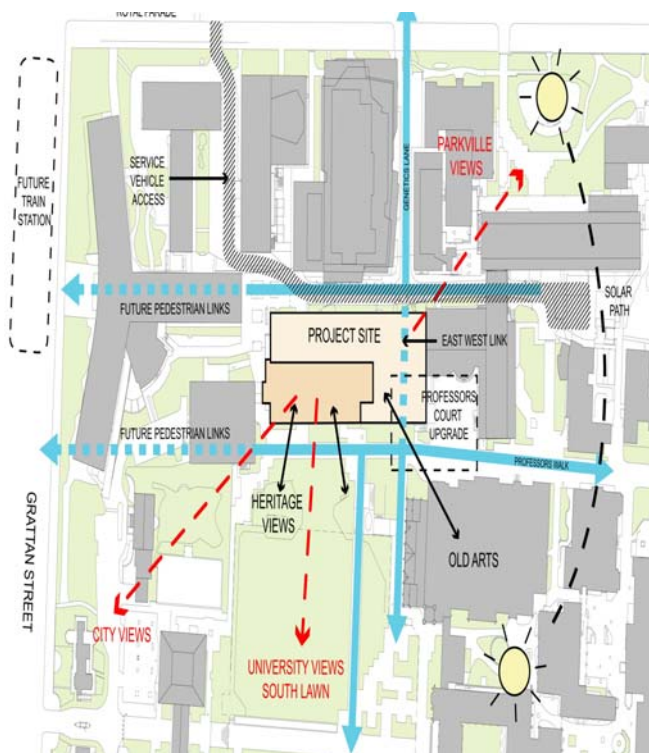 ROYAL PARADE
FUTURE
TRAIN
STATION
SERVICE
VEHICLE
ACCESS
GENETICS LANE
PARKVILLE
VIEWS
FUTURE PEDESTRIAN LINKS
SOLAR
PATH
PROJECT SITE
EAST WEST LINK
PROFESSORS
COURT
UPGRADE
FUTURE PEDESTRIAN LINKS
PROFESSORS WALK
HERITAGE
VIEWS
OLD ARTS
GRATTAN STREET
CITY VIEWS
UNIVERSITY VIEWS
SOUTH LAWN